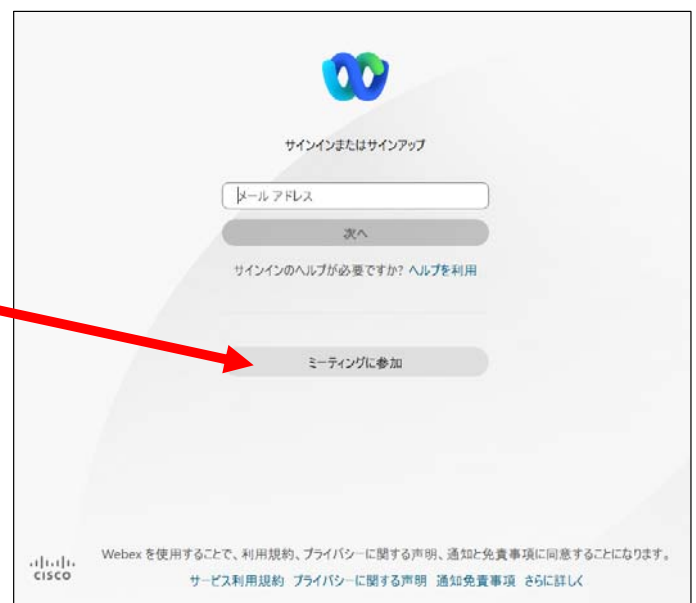 サインインまたはサインアップ
メール アドレス
次へ
サインインのヘルプが必要ですか? ヘルプを利用
ミーティングに参加
Webex を使用することで、利用規約、プライバシーに関する声明、通知と免責事項に同意することになります。
サービス利用規約 プライバシーに関する声明 通知免責事項 さらに詳しく
CISCO